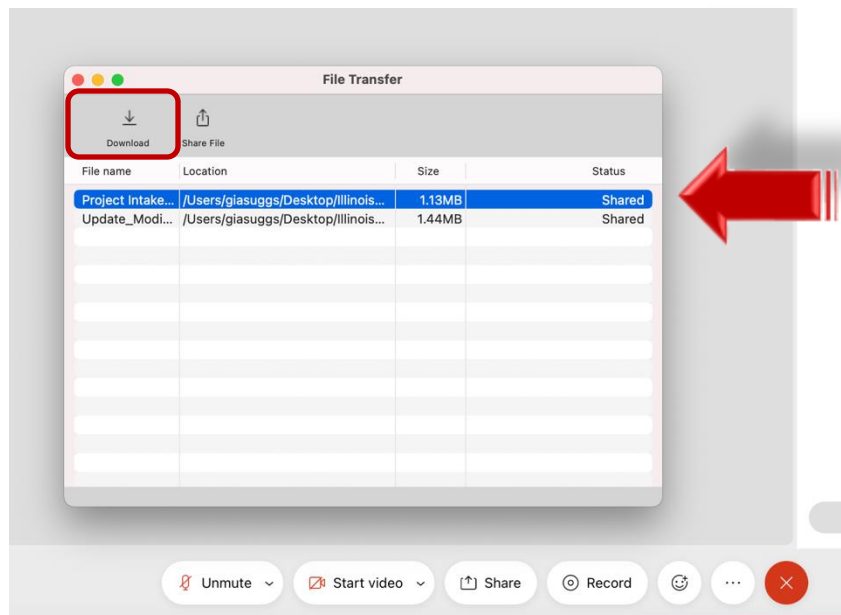 File Transfer
Download Share File
File name Location Size Status
Project Intake... /Users/giasuggs/Desktop/Illinois... 1.13MB Shared
Update_Modi... /Users/giasuggs/Desktop/Illinois... 1.44MB Shared
Unmute Start video Share Record